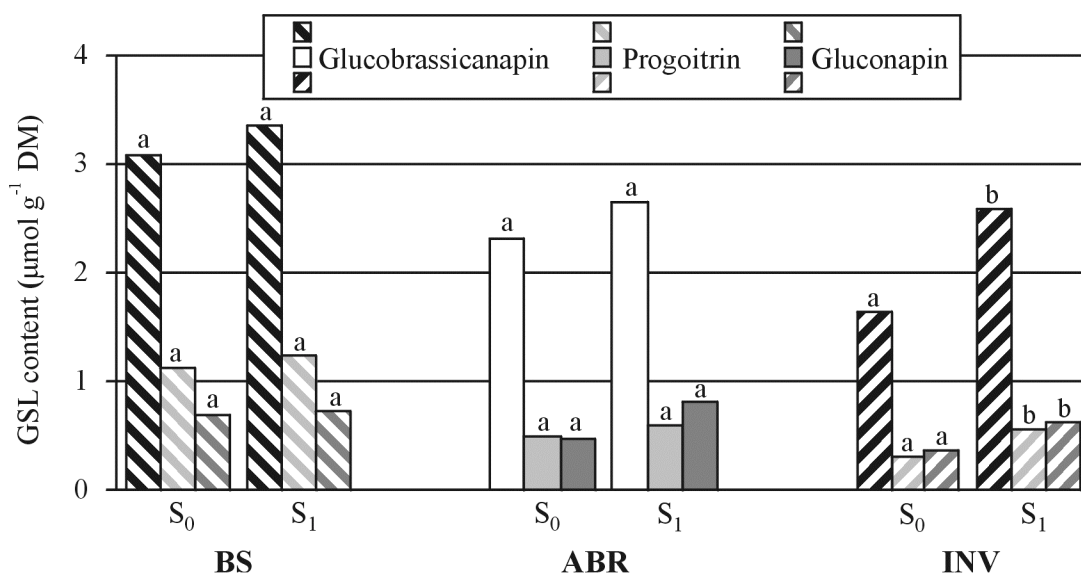 Glucobrassicanapin Progoitrin Gluconapin
GSL content (µmol g⁻¹ DM)
4
3
2
1
0
a a a a a a
a a a a a a
a a a b b b
S₀ S₁ S₀ S₁ S₀ S₁
BS ABR INV